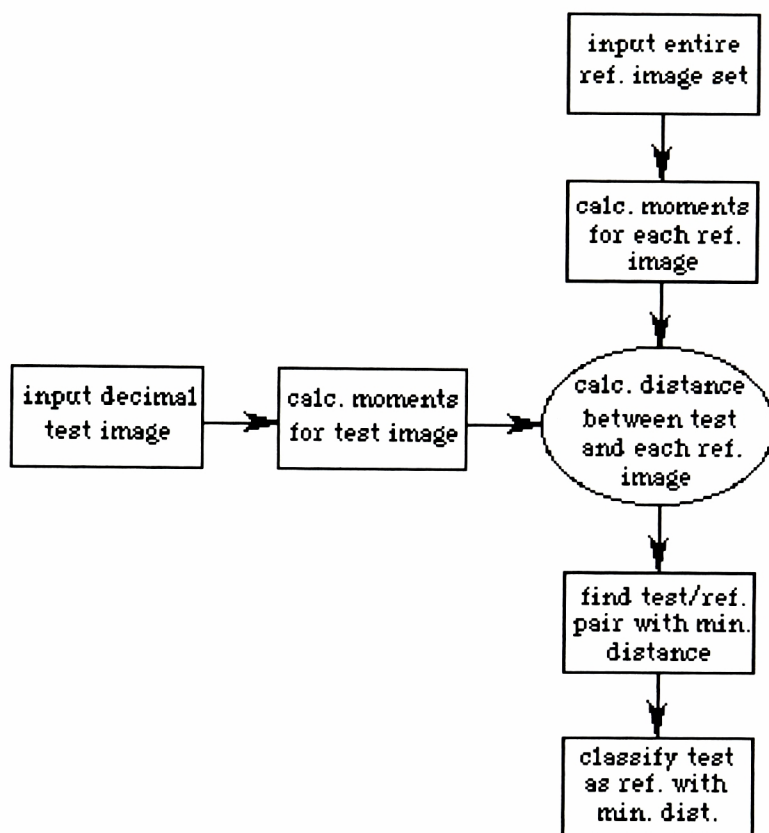 input entire
ref. image set
calc. moments
for each ref.
image
input decimal
test image
calc. moments
for test image
calc. distance
between test
and each ref.
image
find test/ref.
pair with min.
distance
classify test
as ref. with
min. dist.